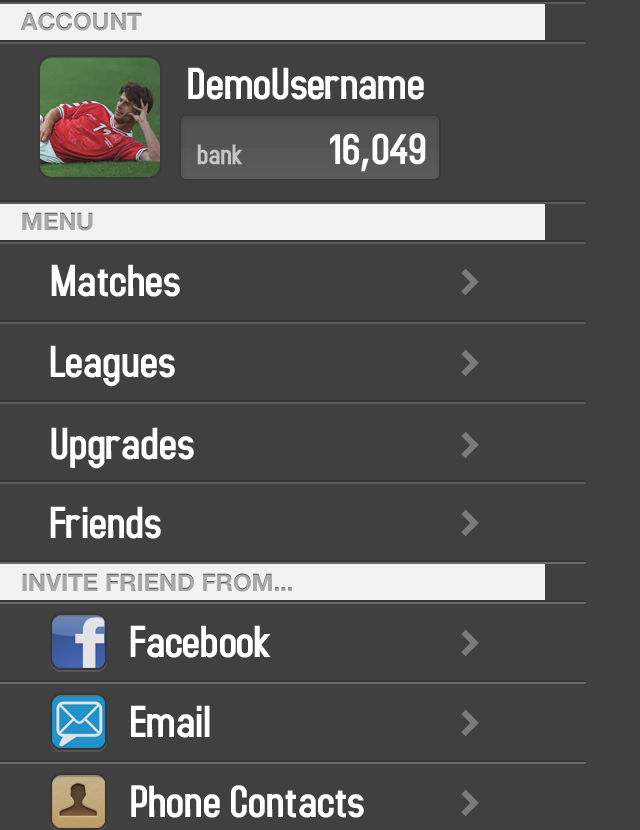 ACCOUNT
DemoUsername
bank 16,049
MENU
Matches
Leagues
Upgrades
Friends
INVITE FRIEND FROM...
Facebook
Email
Phone Contacts